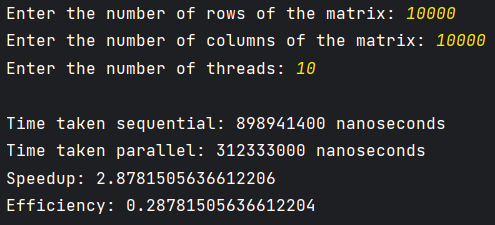 Enter the number of rows of the matrix: 10000
Enter the number of columns of the matrix: 10000
Enter the number of threads: 10
Time taken sequential: 898941400 nanoseconds
Time taken parallel: 312333000 nanoseconds
Speedup: 2.8781505636612206
Efficiency: 0.28781505636612204